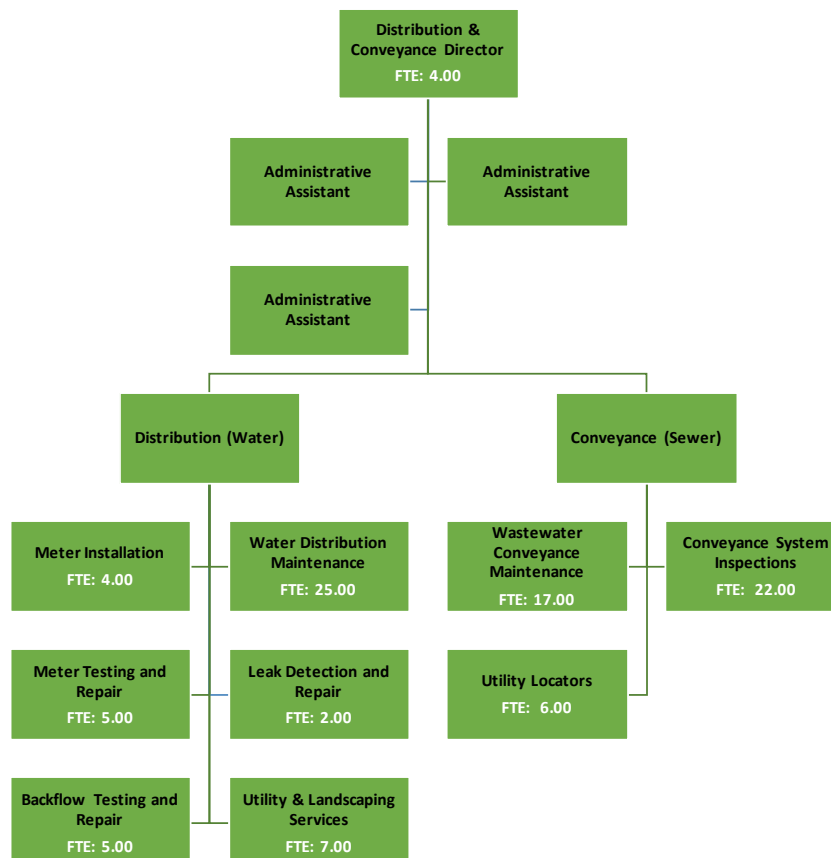 Distribution &
Conveyance Director
FTE: 4.00
Administrative
Assistant
Administrative
Assistant
Administrative
Assistant
Distribution (Water)
Conveyance (Sewer)
Meter Installation
FTE: 4.00
Water Distribution
Maintenance
FTE: 25.00
Wastewater
Conveyance
Maintenance
FTE: 17.00
Conveyance System
Inspections
FTE: 22.00
Meter Testing and
Repair
FTE: 5.00
Leak Detection and
Repair
FTE: 2.00
Utility Locators
FTE: 6.00
Backflow Testing and
Repair
FTE: 5.00
Utility & Landscaping
Services
FTE: 7.00